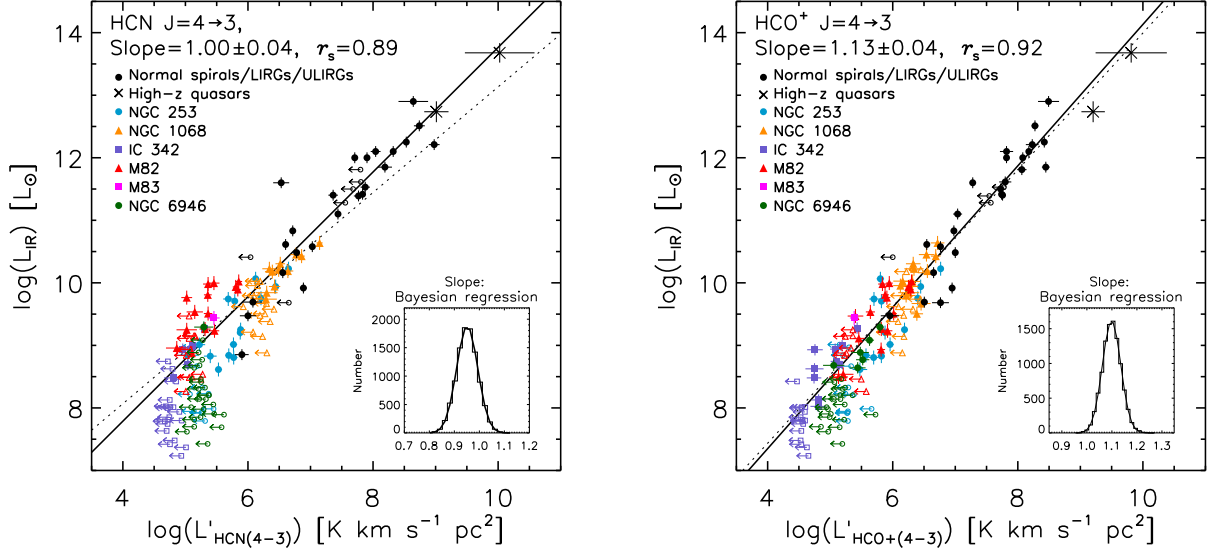 HCN J=4→3,
Slope=1.00±0.04, rₛ=0.89
Normal spirals/LIRGs/ULIRGs
High-z quasars
NGC 253
NGC 1068
IC 342
M82
M83
NGC 6946
log(L_IR) [L_⊙]
14
12
10
8
4 6 8 10
log(L'_HCN(4−3)) [K km s⁻¹ pc²]
Slope:
Bayesian regression
Number
2000
1500
1000
500
0
0.7 0.8 0.9 1.0 1.1 1.2
HCO⁺ J=4→3
Slope=1.13±0.04, rₛ=0.92
Normal spirals/LIRGs/ULIRGs
High-z quasars
NGC 253
NGC 1068
IC 342
M82
M83
NGC 6946
log(L_IR) [L_⊙]
14
12
10
8
4 6 8 10
log(L'_HCO+(4−3)) [K km s⁻¹ pc²]
Slope:
Bayesian regression
Number
1500
1000
500
0
0.9 1.0 1.1 1.2 1.3